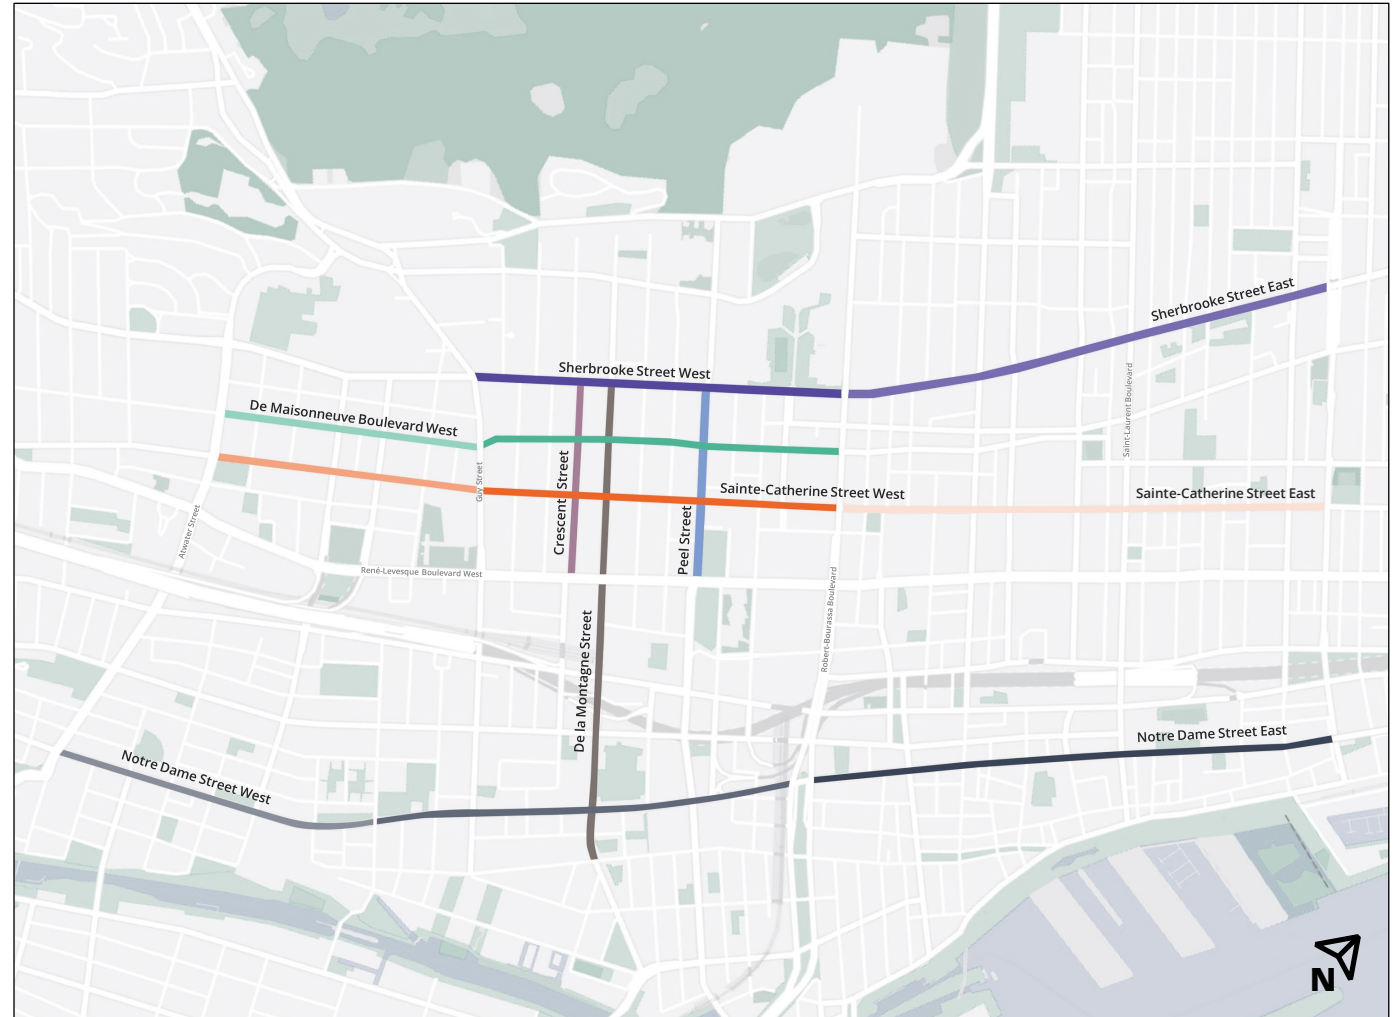 Sherbrooke Street East
Sherbrooke Street West
Saint-Laurent Boulevard
De Maisonneuve Boulevard West
Guy Street
Crescent Street
Sainte-Catherine Street West
Sainte-Catherine Street East
Atwater Street
Peel Street
René-Levesque Boulevard West
Robert-Bourassa Boulevard
De la Montagne Street
Notre Dame Street East
Notre Dame Street West
N